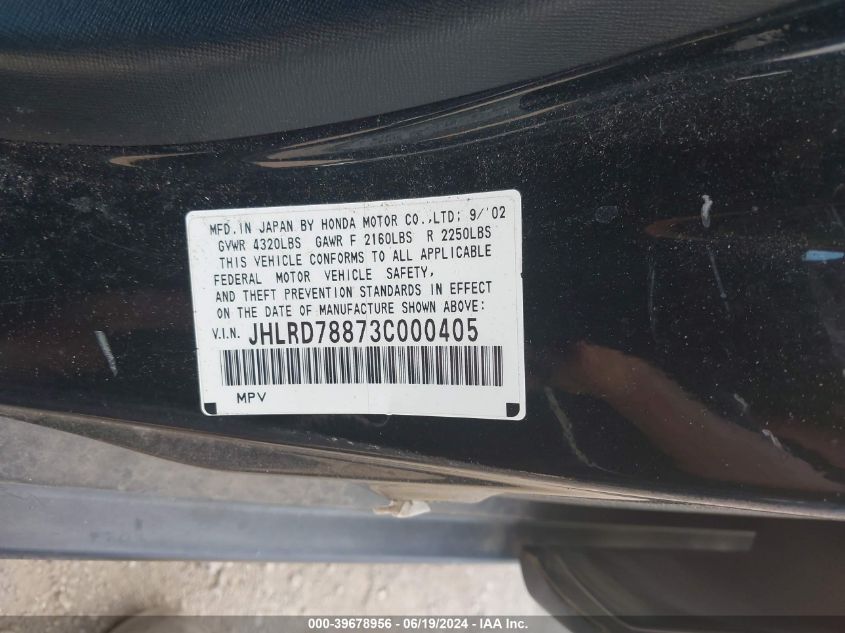 MFD. IN JAPAN BY HONDA MOTOR CO.,LTD; 9/'02
GVWR 4320LBS GAWR F 2160LBS R 2250LBS
THIS VEHICLE CONFORMS TO ALL APPLICABLE
FEDERAL MOTOR VEHICLE SAFETY,
AND THEFT PREVENTION STANDARDS IN EFFECT
ON THE DATE OF MANUFACTURE SHOWN ABOVE:
V.I.N. JHLRD78873C000405
MPV
000-39678956 / 06/19/2024 - IAA Inc.